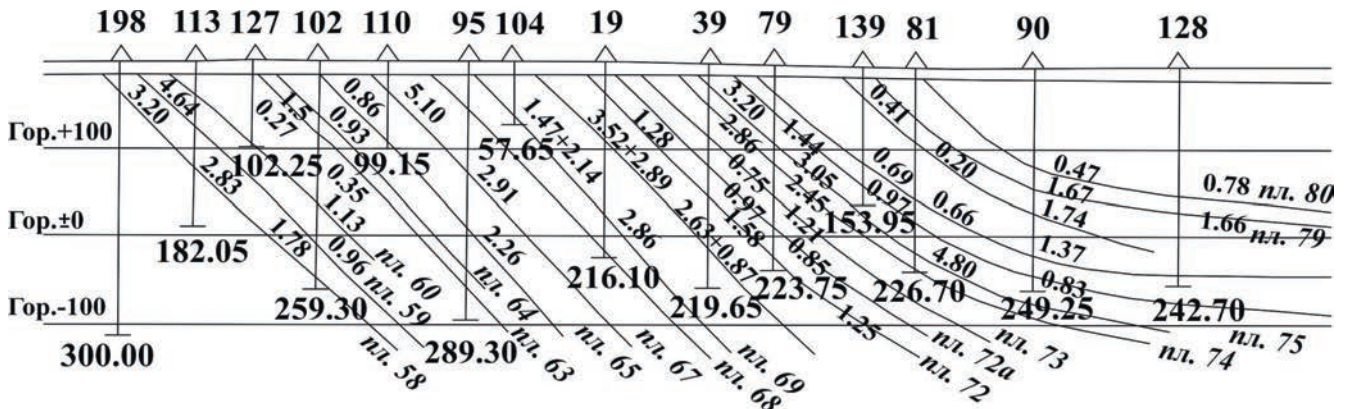 198 113 127 102 110 95 104 19 39 79 139 81 90 128
3.20 4.64 0.27 1.5 0.93 0.86 5.10 1.47+2.14 3.52+2.89 1.28 2.86 3.20 1.44 0.41
Гор.+100
102.25 99.15 57.65
2.83 1.13 0.35 2.91 0.75 3.05 0.69 0.20 0.47
2.45 0.97 0.66 1.67 0.78 пл. 80
0.97 1.21 153.95 1.74 1.66 пл. 79
Гор.±0
182.05 1.78 0.96 2.26 2.86 2.63+0.87 1.58 0.85 4.80 1.37 0.83
пл. 60 пл. 64 216.10
пл. 59 259.30 219.65 223.75 226.70 249.25 242.70
Гор.-100
1.25
300.00 289.30
пл. 58 пл. 63 пл. 65 пл. 67 пл. 68 пл. 69 пл. 72 пл. 72а пл. 73 пл. 74 пл. 75